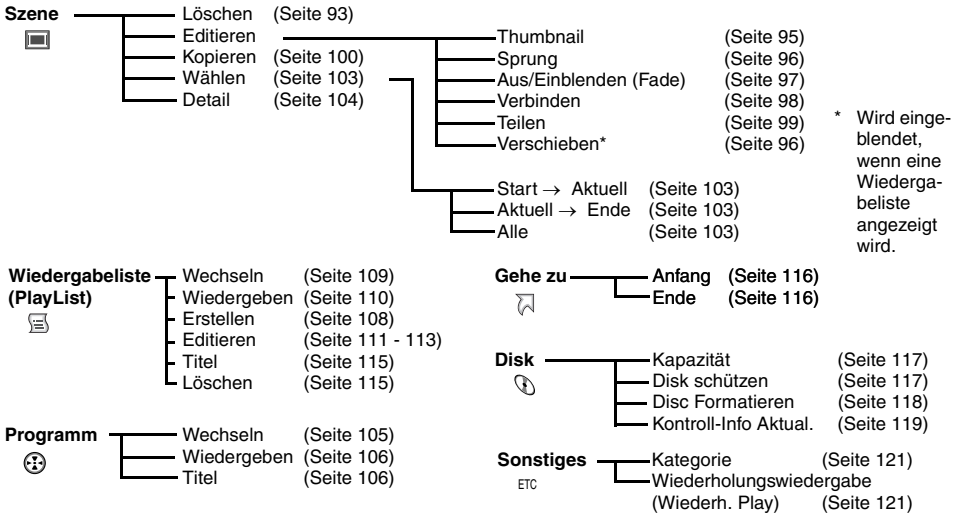 Szene
Löschen (Seite 93)
Editieren
Thumbnail (Seite 95)
Sprung (Seite 96)
Aus/Einblenden (Fade) (Seite 97)
Verbinden (Seite 98)
Teilen (Seite 99)
Verschieben* (Seite 96)
* Wird einge-
blendet,
wenn eine
Wiederga-
beliste
angezeigt
wird.
Kopieren (Seite 100)
Wählen (Seite 103)
Start → Aktuell (Seite 103)
Aktuell → Ende (Seite 103)
Alle (Seite 103)
Detail (Seite 104)
Wiedergabeliste
(PlayList)
Wechseln (Seite 109)
Wiedergeben (Seite 110)
Erstellen (Seite 108)
Editieren (Seite 111 - 113)
Titel (Seite 115)
Löschen (Seite 115)
Programm
Wechseln (Seite 105)
Wiedergeben (Seite 106)
Titel (Seite 106)
Gehe zu
Anfang (Seite 116)
Ende (Seite 116)
Disk
Kapazität (Seite 117)
Disk schützen (Seite 117)
Disc Formatieren (Seite 118)
Kontroll-Info Aktual. (Seite 119)
Sonstiges
ETC
Kategorie (Seite 121)
Wiederholungswiedergabe
(Wiederh. Play) (Seite 121)